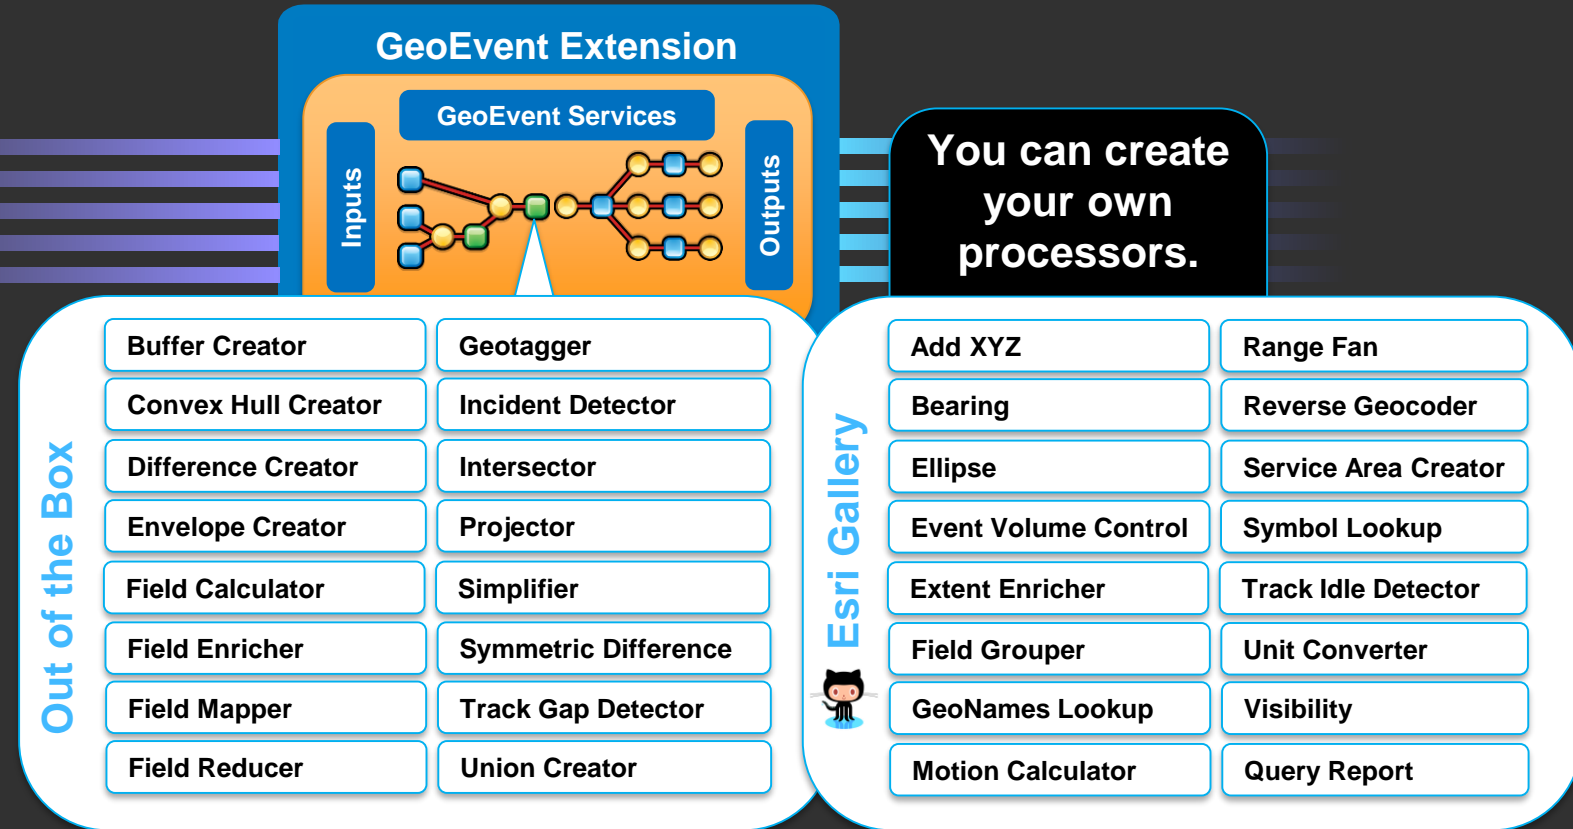 GeoEvent Extension
GeoEvent Services
Inputs
Outputs
You can create
your own
processors.
Out of the Box
Buffer Creator
Convex Hull Creator
Difference Creator
Envelope Creator
Field Calculator
Field Enricher
Field Mapper
Field Reducer
Geotagger
Incident Detector
Intersector
Projector
Simplifier
Symmetric Difference
Track Gap Detector
Union Creator
Esri Gallery
Add XYZ
Bearing
Ellipse
Event Volume Control
Extent Enricher
Field Grouper
GeoNames Lookup
Motion Calculator
Range Fan
Reverse Geocoder
Service Area Creator
Symbol Lookup
Track Idle Detector
Unit Converter
Visibility
Query Report